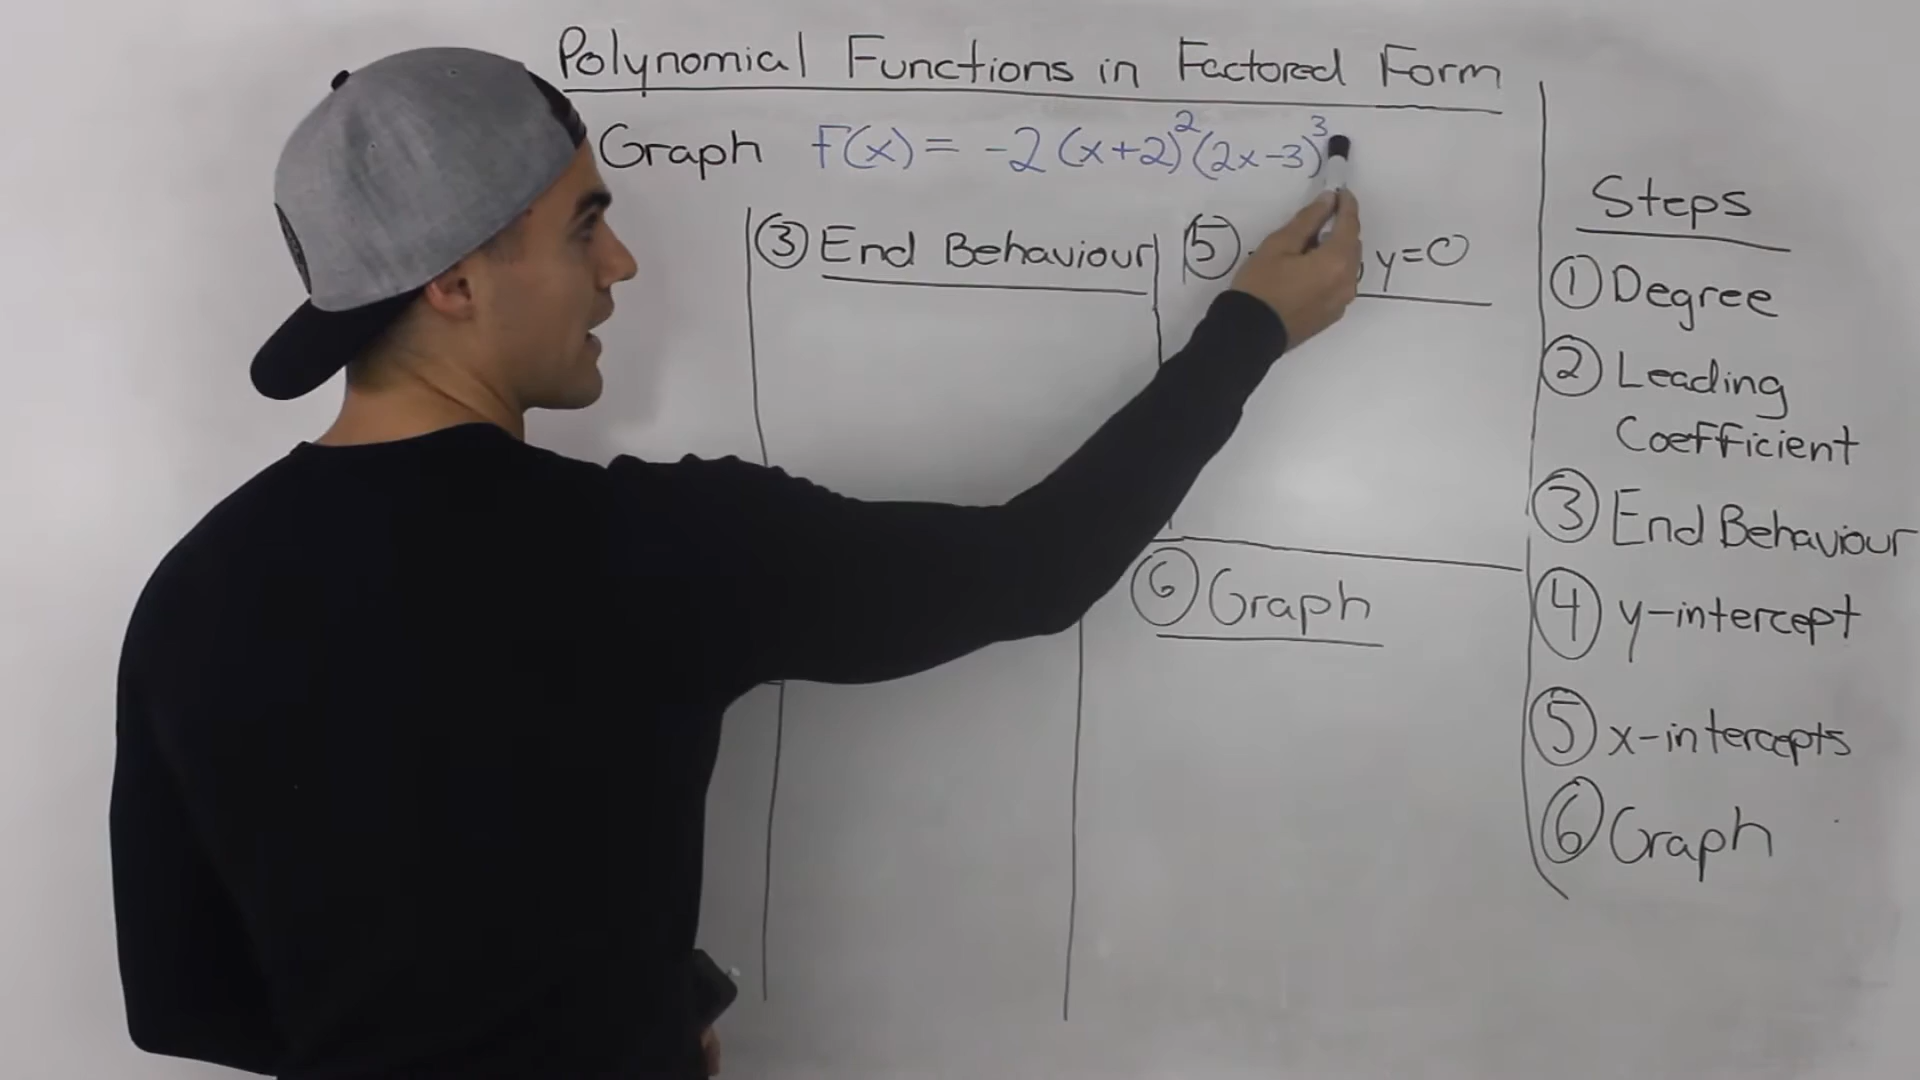 Polynomial Functions in Factored Form
Graph f(x) = -2(x+2)²(2x-3)³
③ End Behaviour
⑤ y=0
⑥ Graph
Steps
① Degree
② Leading
Coefficient
③ End Behaviour
④ y-intercept
⑤ x-intercepts
⑥ Graph